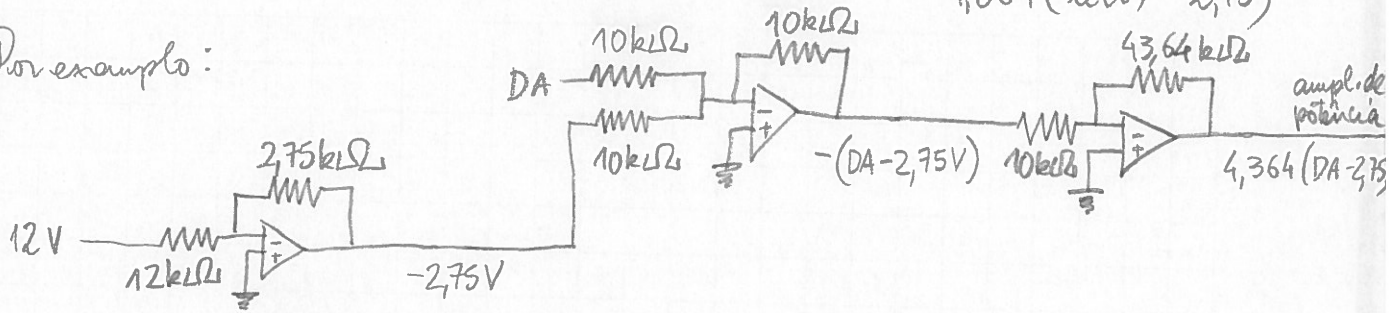 Por exemplo:
10kΩ
10kΩ
43,64kΩ
DA
ampl. de
potência
2,75kΩ
10kΩ
-(DA-2,75V)
10kΩ
4,364(DA-2,75
12V
12kΩ
-2,75V